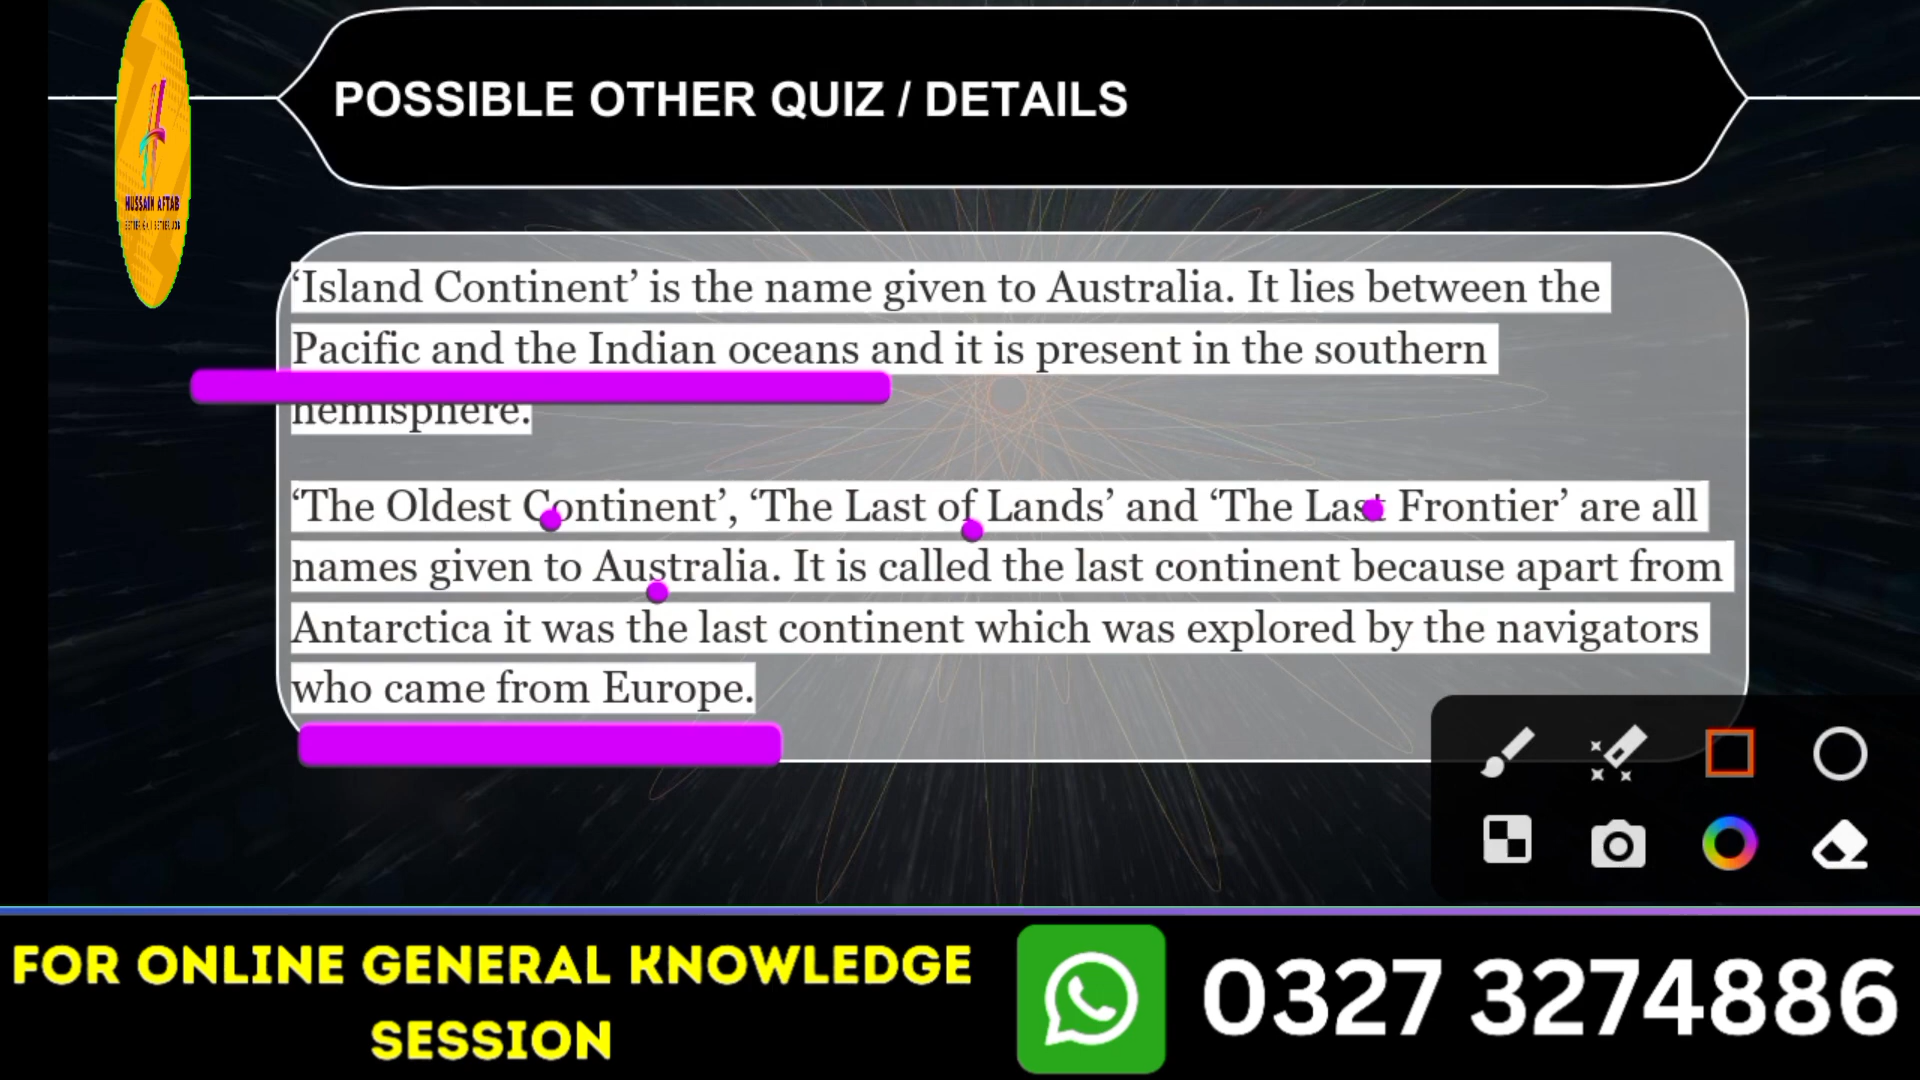 POSSIBLE OTHER QUIZ / DETAILS
HUSSAIN AFTAB
‘Island Continent’ is the name given to Australia. It lies between the
Pacific and the Indian oceans and it is present in the southern
hemisphere.
‘The Oldest Continent’, ‘The Last of Lands’ and ‘The Last Frontier’ are all
names given to Australia. It is called the last continent because apart from
Antarctica it was the last continent which was explored by the navigators
who came from Europe.
FOR ONLINE GENERAL KNOWLEDGE
SESSION
0327 3274886